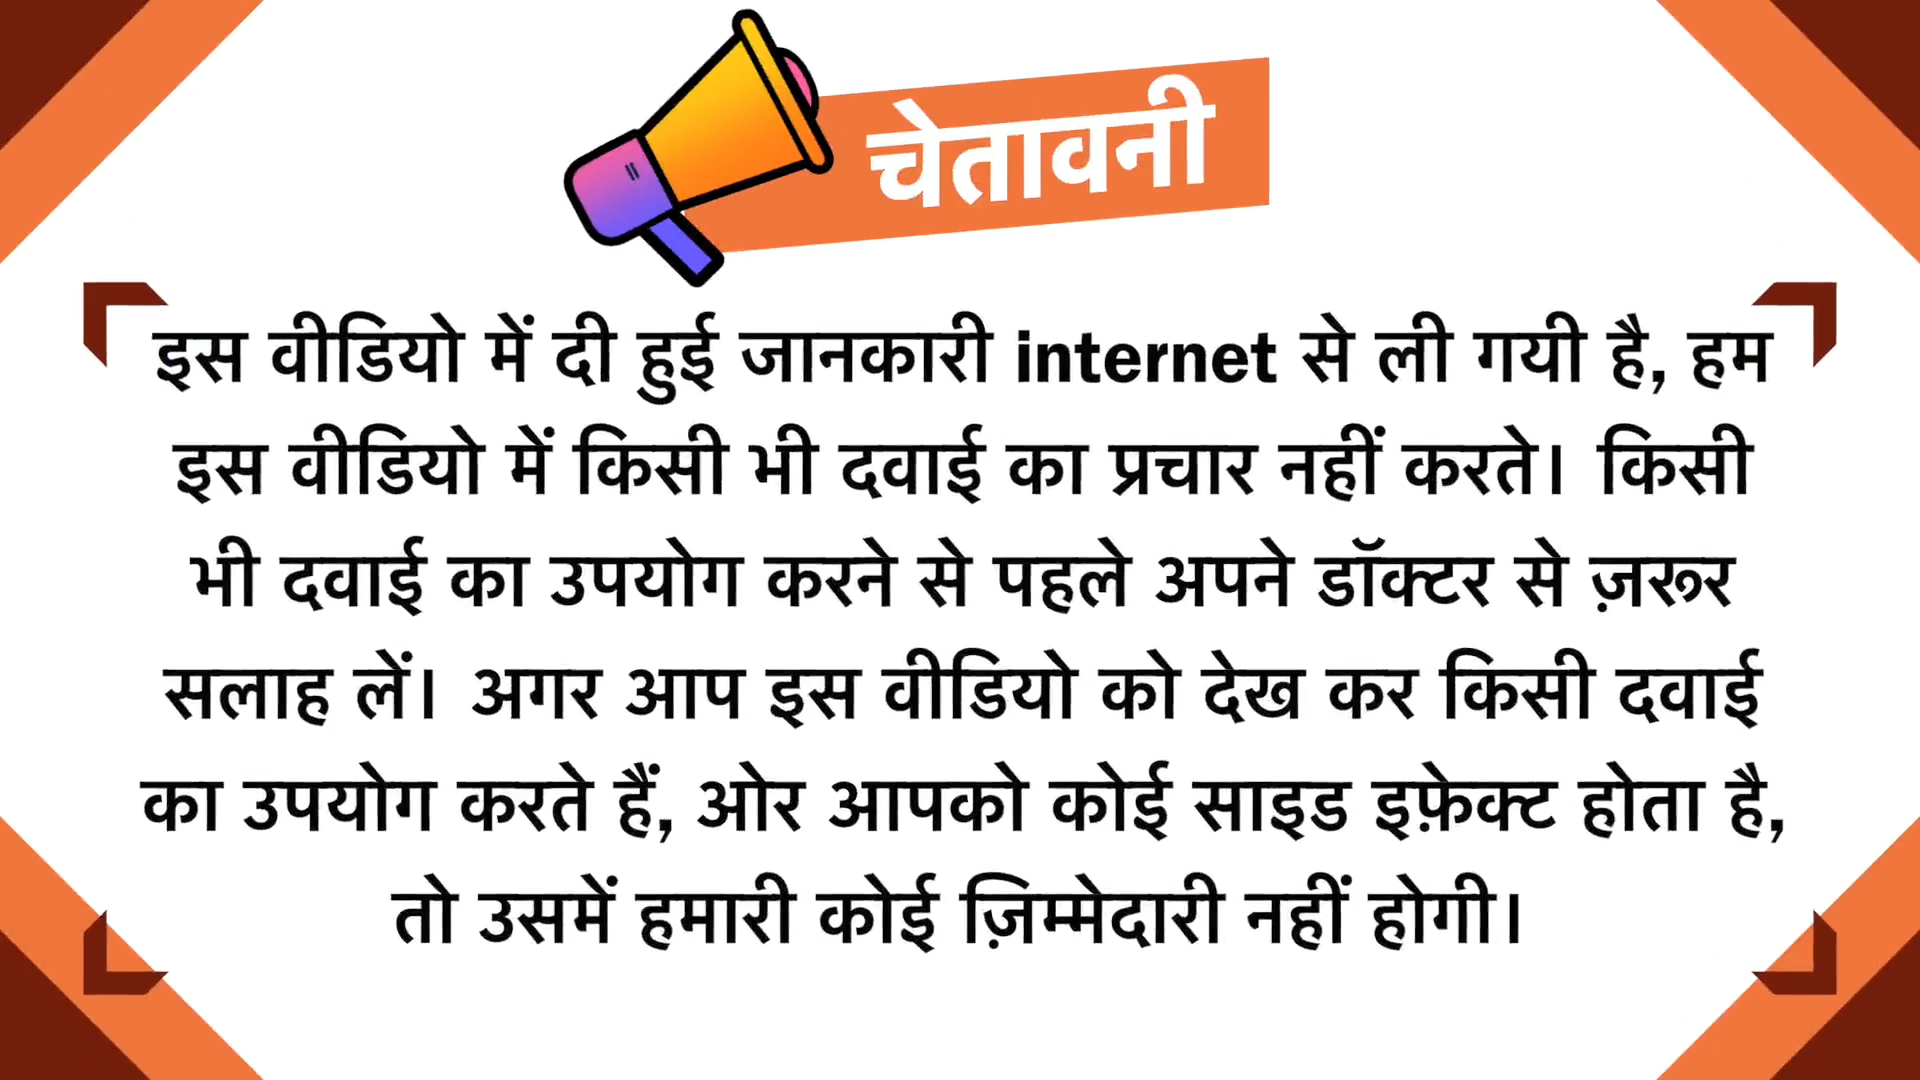 चेतावनी
इस वीडियो में दी हुई जानकारी internet से ली गयी है, हम
इस वीडियो में किसी भी दवाई का प्रचार नहीं करते। किसी
भी दवाई का उपयोग करने से पहले अपने डॉक्टर से ज़रूर
सलाह लें। अगर आप इस वीडियो को देख कर किसी दवाई
का उपयोग करते हैं, ओर आपको कोई साइड इफ़ेक्ट होता है,
तो उसमें हमारी कोई ज़िम्मेदारी नहीं होगी।